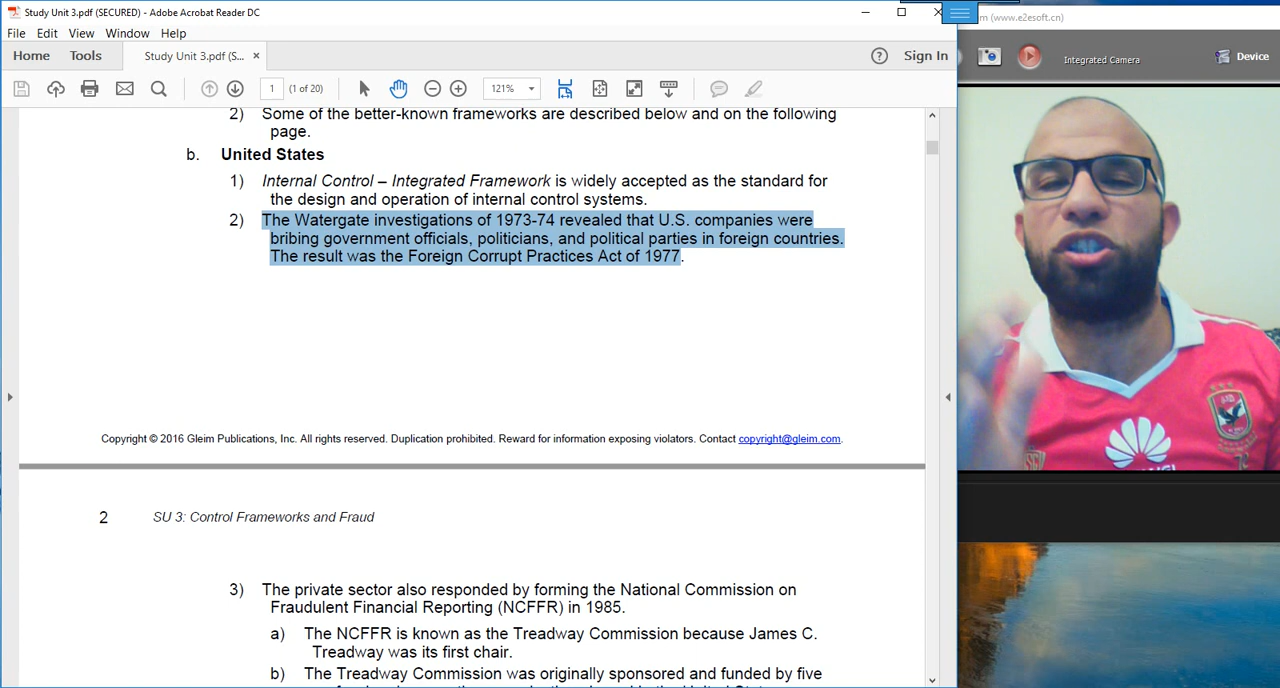 Study Unit 3.pdf (SECURED) - Adobe Acrobat Reader DC
m (www.e2esoft.cn)
File Edit View Window Help
Home Tools Study Unit 3.pdf (S... × Sign In
Integrated Camera Device
1 (1 of 20) 121%
2) Some of the better-known frameworks are described below and on the following
page.
b. United States
1) Internal Control – Integrated Framework is widely accepted as the standard for
the design and operation of internal control systems.
2) The Watergate investigations of 1973-74 revealed that U.S. companies were
bribing government officials, politicians, and political parties in foreign countries.
The result was the Foreign Corrupt Practices Act of 1977.
Copyright © 2016 Gleim Publications, Inc. All rights reserved. Duplication prohibited. Reward for information exposing violators. Contact copyright@gleim.com.
2 SU 3: Control Frameworks and Fraud
3) The private sector also responded by forming the National Commission on
Fraudulent Financial Reporting (NCFFR) in 1985.
a) The NCFFR is known as the Treadway Commission because James C.
Treadway was its first chair.
b) The Treadway Commission was originally sponsored and funded by five